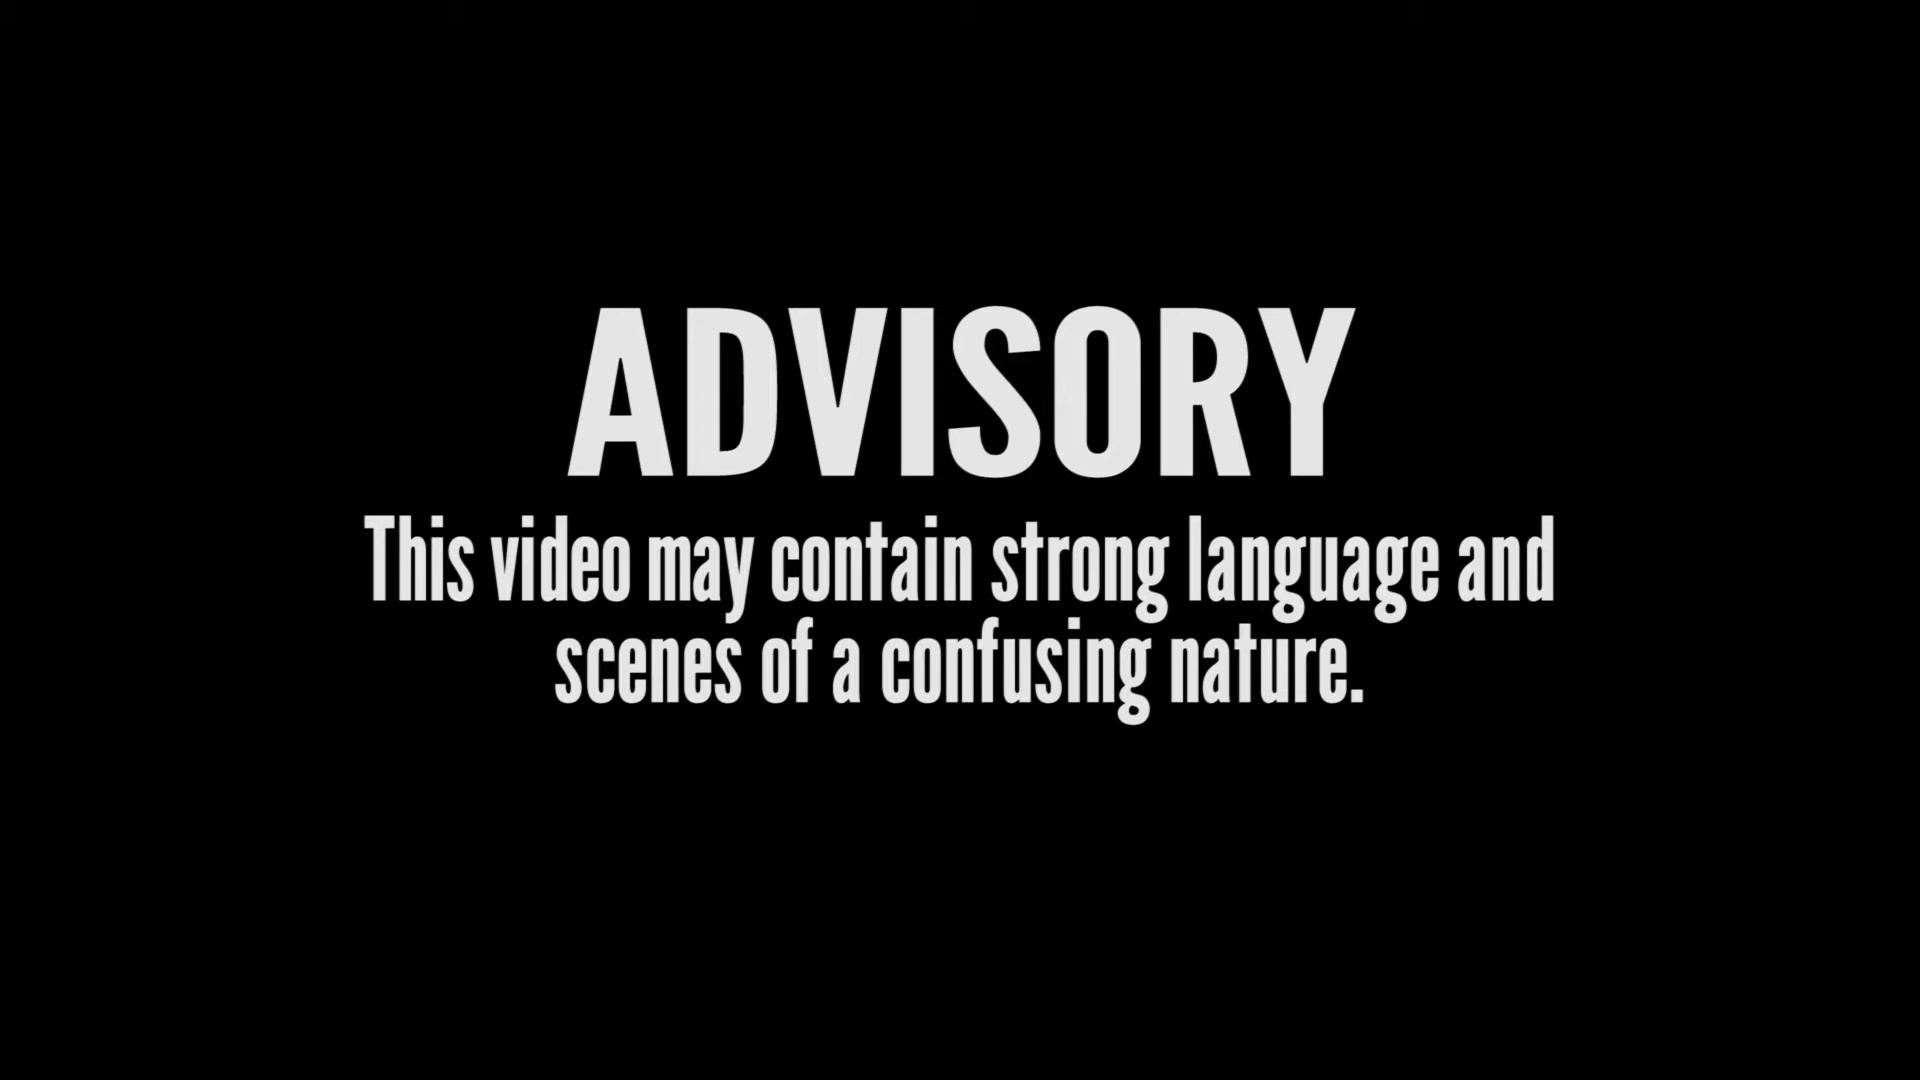 ADVISORY
This video may contain strong language and
scenes of a confusing nature.